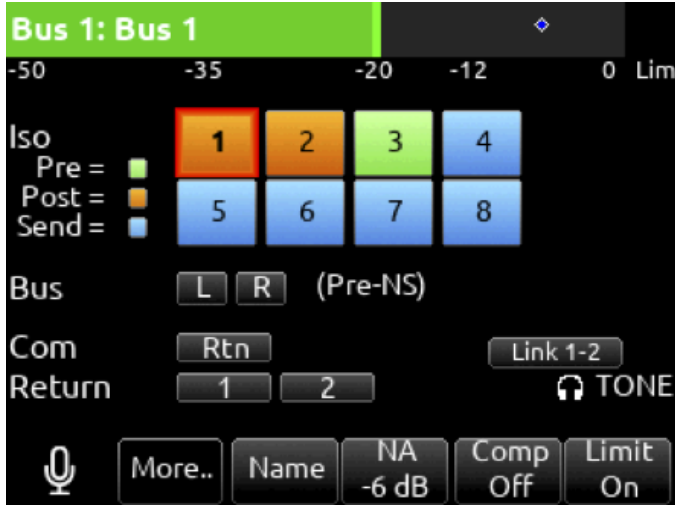 Bus 1: Bus 1
-50 -35 -20 -12 0 Lim
Iso 1 2 3 4
Pre =
Post =
Send = 5 6 7 8
Bus L R (Pre-NS)
Com Rtn Link 1-2
Return 1 2 TONE
More.. Name NA -6 dB Comp Off Limit On